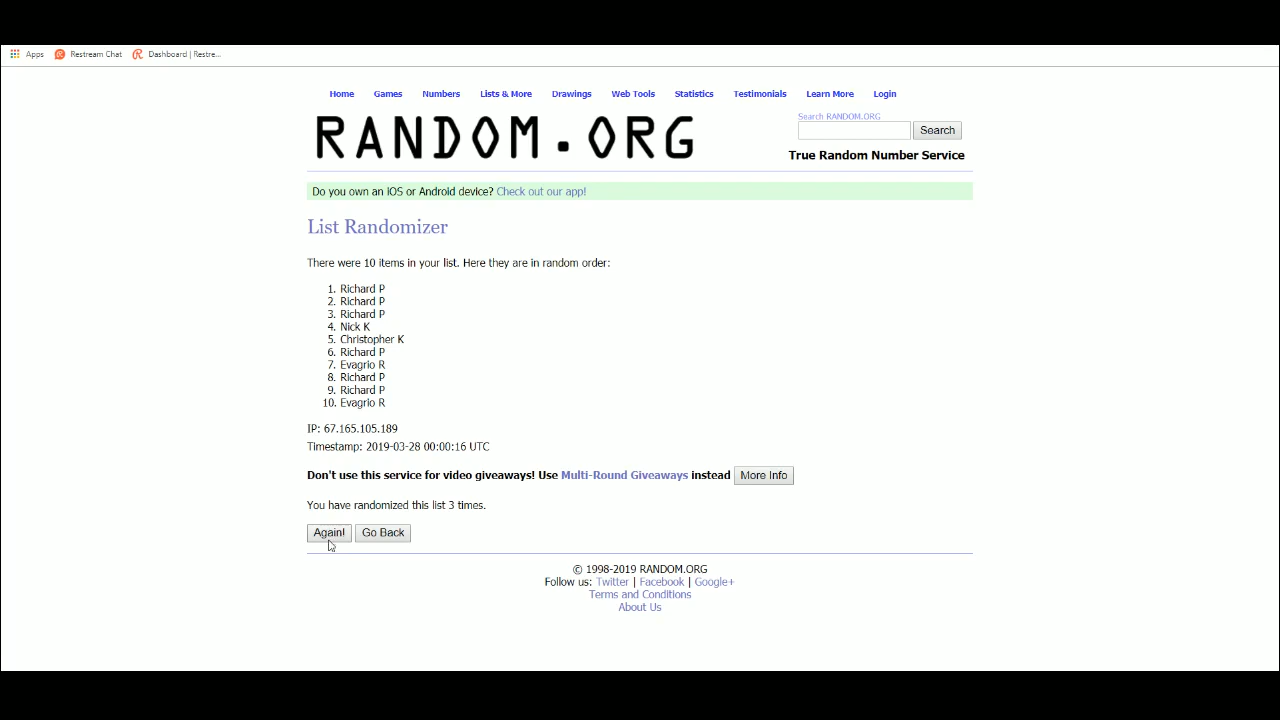 Apps Restream Chat Dashboard | Restre...
Home Games Numbers Lists & More Drawings Web Tools Statistics Testimonials Learn More Login
RANDOM.ORG
Search RANDOM.ORG
Search
True Random Number Service
Do you own an iOS or Android device? Check out our app!
List Randomizer
There were 10 items in your list. Here they are in random order:
1. Richard P
2. Richard P
3. Richard P
4. Nick K
5. Christopher K
6. Richard P
7. Evagrio R
8. Richard P
9. Richard P
10. Evagrio R
IP: 67.165.105.189
Timestamp: 2019-03-28 00:00:16 UTC
Don't use this service for video giveaways! Use Multi-Round Giveaways instead More Info
You have randomized this list 3 times.
Again! Go Back
© 1998-2019 RANDOM.ORG
Follow us: Twitter | Facebook | Google+
Terms and Conditions
About Us